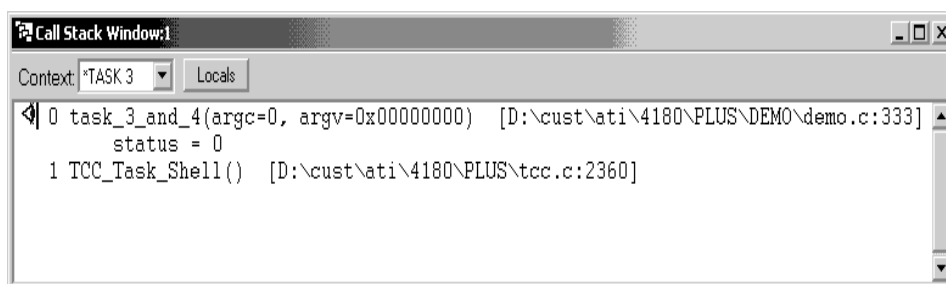 Call Stack Window:1
Context: *TASK 3 Locals
0 task_3_and_4(argc=0, argv=0x00000000) [D:\cust\ati\4180\PLUS\DEMO\demo.c:333]
status = 0
1 TCC_Task_Shell() [D:\cust\ati\4180\PLUS\tcc.c:2360]